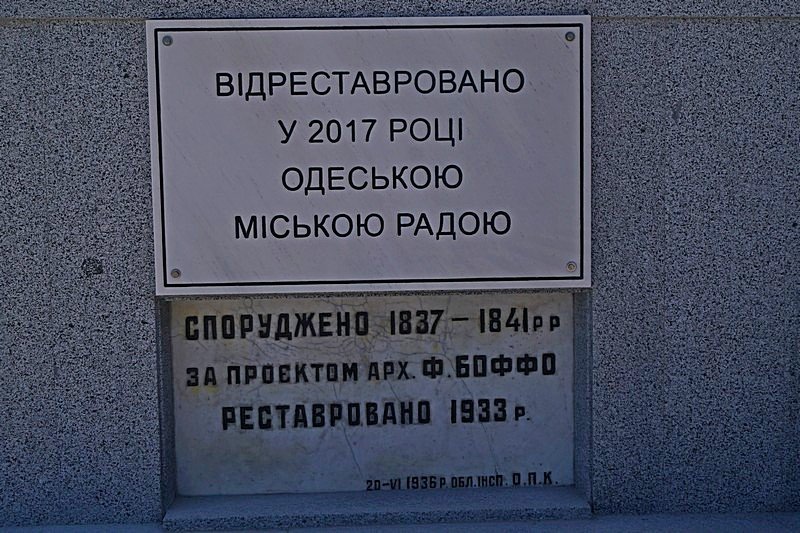 ВІДРЕСТАВРОВАНО
У 2017 РОЦІ
ОДЕСЬКОЮ
МІСЬКОЮ РАДОЮ
СПОРУДЖЕНО 1837 – 1841 р р
ЗА ПРОЄКТОМ АРХ. Ф. БОФФО
РЕСТАВРОВАНО 1933 р.
20-VI 1936 Р. ОБЛ. ІНСП. О.П.К.